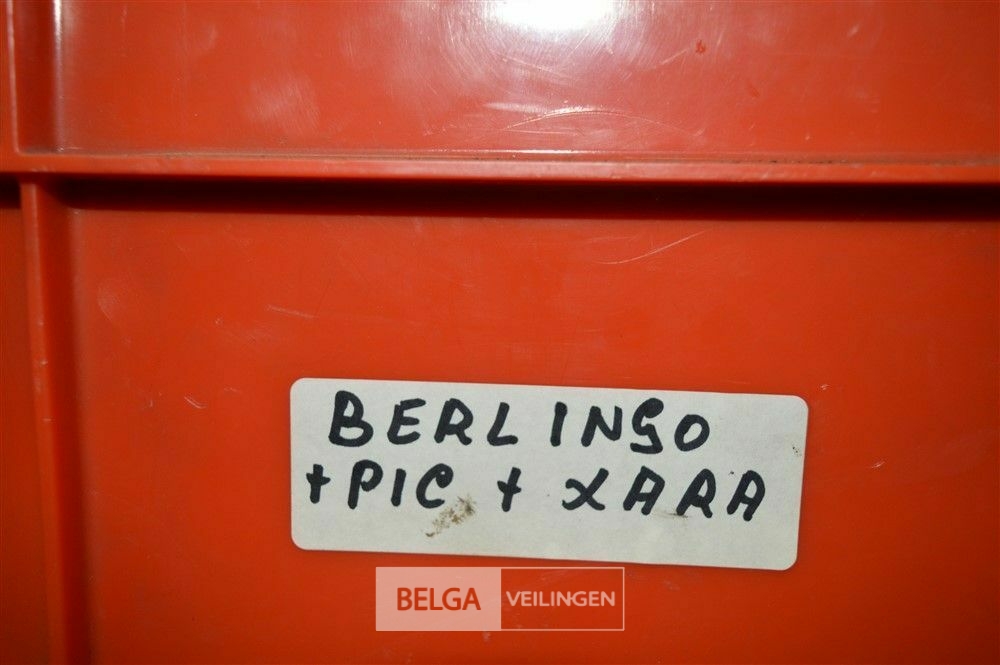 BERLINGO
+ PIC + XARA
BELGA VEILINGEN